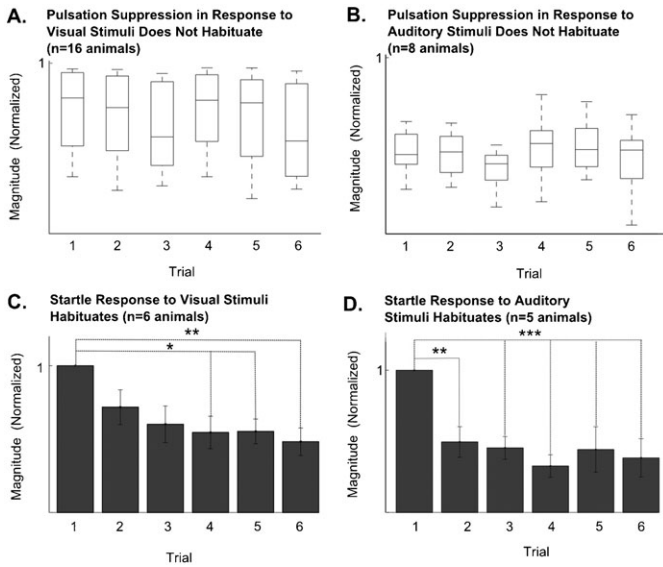 A. Pulsation Suppression in Response to
Visual Stimuli Does Not Habituate
(n=16 animals)
1
Magnitude (Normalized)
1 2 3 4 5 6
Trial
B. Pulsation Suppression in Response to
Auditory Stimuli Does Not Habituate
(n=8 animals)
1
Magnitude (Normalized)
1 2 3 4 5 6
Trial
C. Startle Response to Visual Stimuli
Habituates (n=6 animals)
**
*
1
Magnitude (Normalized)
1 2 3 4 5 6
Trial
D. Startle Response to Auditory
Stimuli Habituates (n=5 animals)
***
**
1
Magnitude (Normalized)
1 2 3 4 5 6
Trial